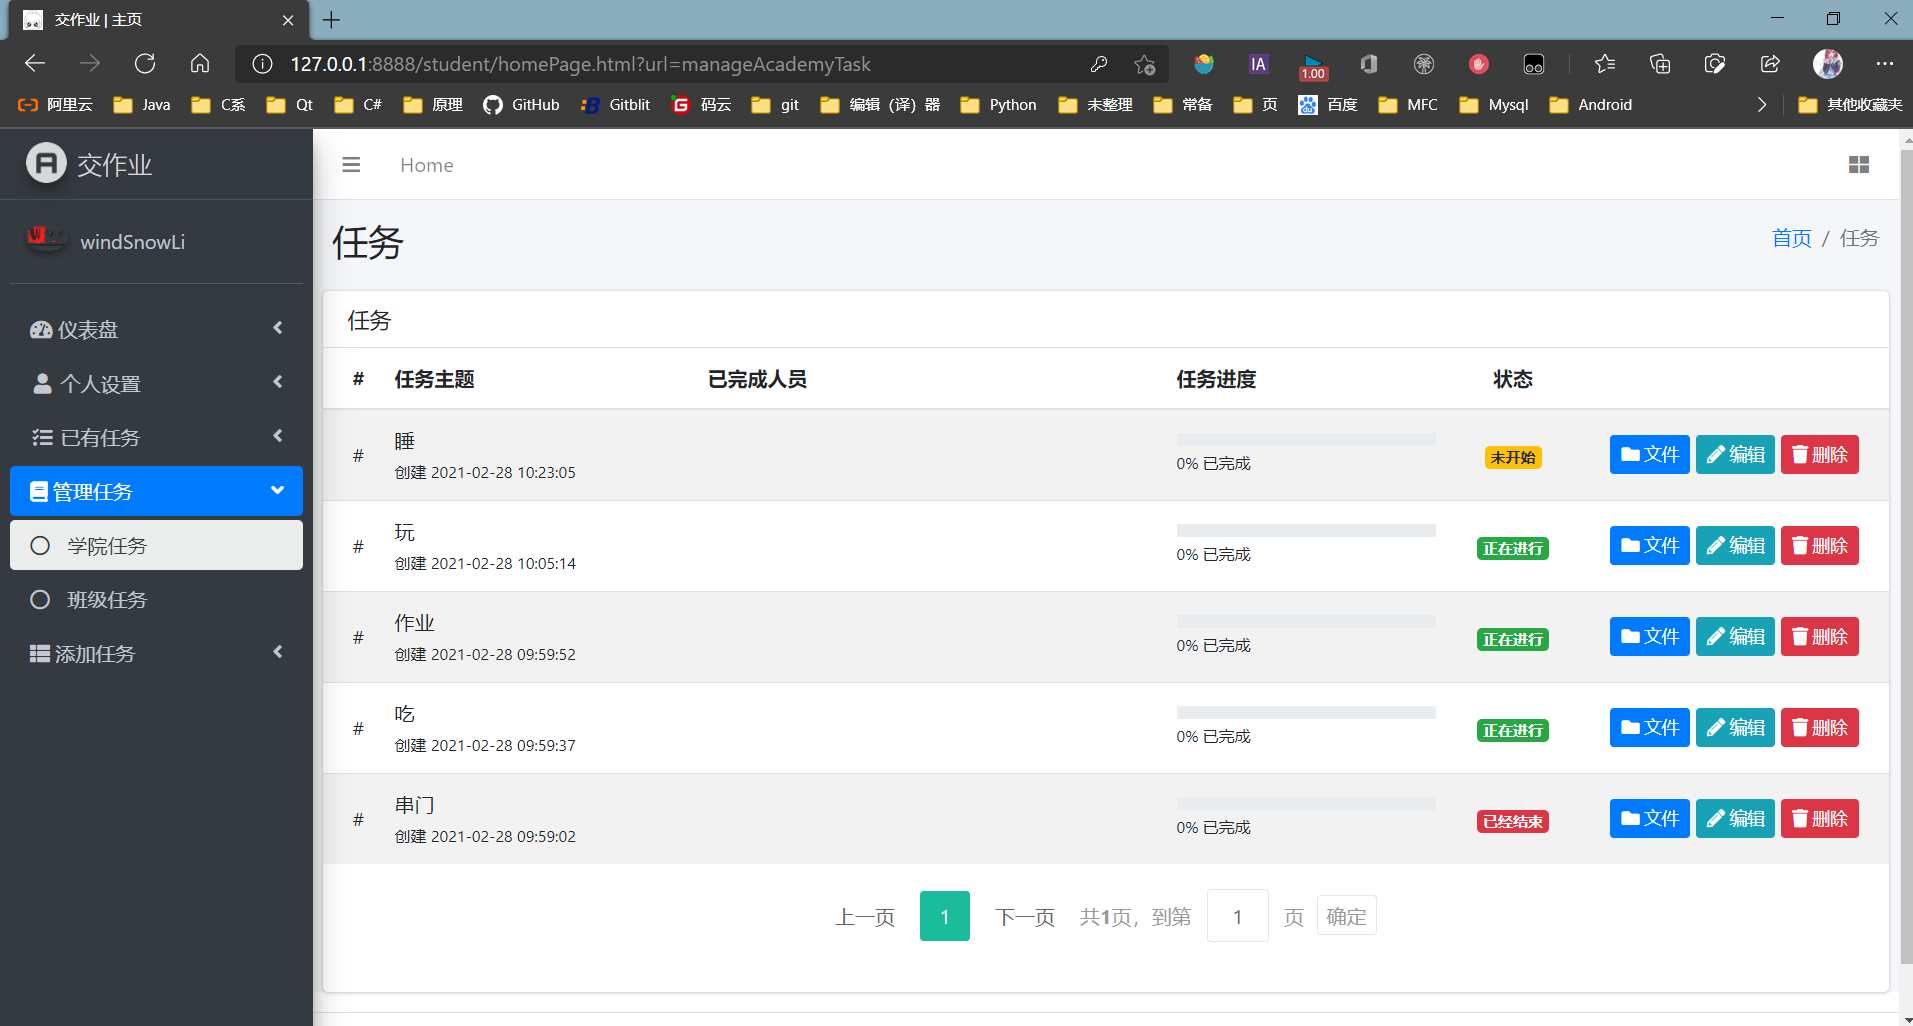 交作业 | 主页
127.0.0.1:8888/student/homePage.html?url=manageAcademyTask
IA
1.00
阿里云 Java C系 Qt C# 原理 GitHub Gitblit 码云 git 编辑（译）器 Python 未整理 常备 页 百度 MFC Mysql Android 其他收藏夹
交作业
Home
windSnowLi
任务
首页 / 任务
仪表盘
个人设置
已有任务
管理任务
学院任务
班级任务
添加任务
任务
# 任务主题 已完成人员 任务进度 状态
# 睡
创建 2021-02-28 10:23:05
0% 已完成
未开始
文件 编辑 删除
# 玩
创建 2021-02-28 10:05:14
0% 已完成
正在进行
文件 编辑 删除
# 作业
创建 2021-02-28 09:59:52
0% 已完成
正在进行
文件 编辑 删除
# 吃
创建 2021-02-28 09:59:37
0% 已完成
正在进行
文件 编辑 删除
# 串门
创建 2021-02-28 09:59:02
0% 已完成
已经结束
文件 编辑 删除
上一页 1 下一页 共1页，到第 1 页 确定